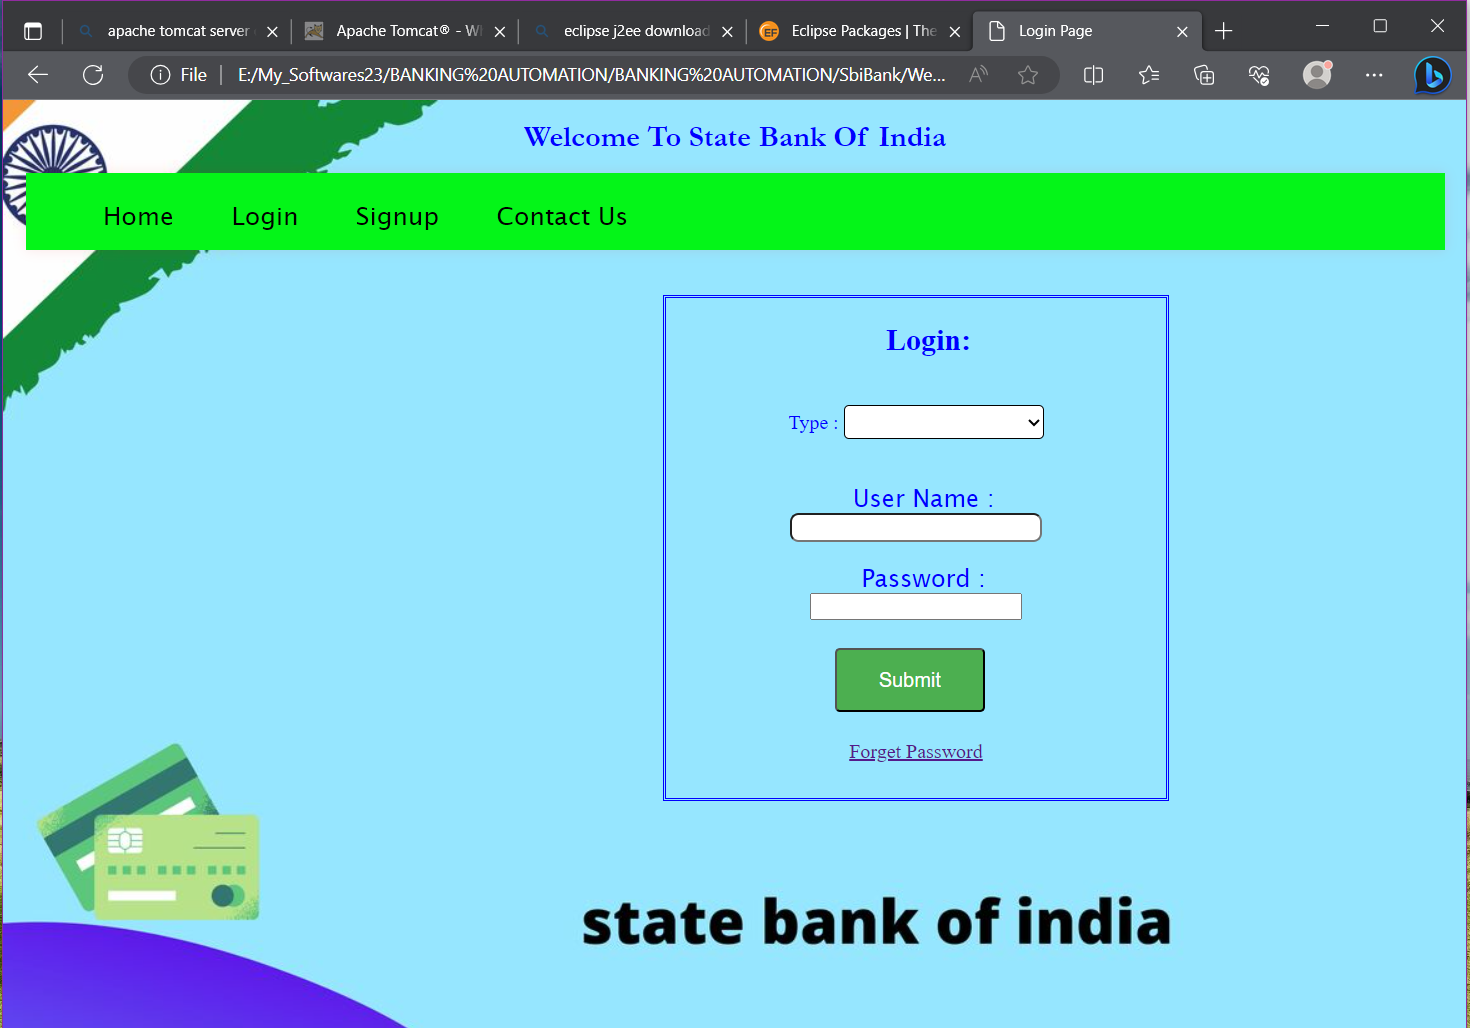 apache tomcat server
Apache Tomcat® - Wh
eclipse j2ee download
Eclipse Packages | The
Login Page
File
E:/My_Softwares23/BANKING%20AUTOMATION/BANKING%20AUTOMATION/SbiBank/We...
Welcome To State Bank Of India
Home Login Signup Contact Us
Login:
Type :
User Name :
Password :
Submit
Forget Password
state bank of india